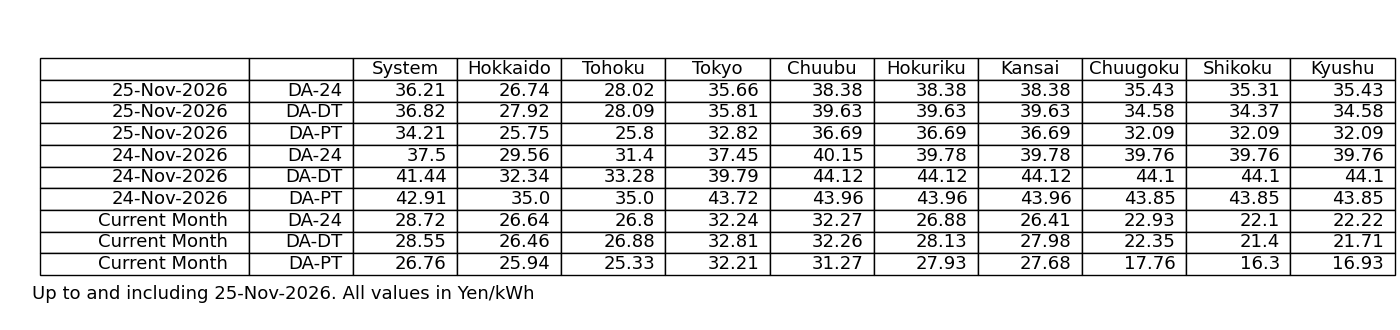 System Hokkaido Tohoku Tokyo Chuubu Hokuriku Kansai Chuugoku Shikoku Kyushu
25-Nov-2026 DA-24 36.21 26.74 28.02 35.66 38.38 38.38 38.38 35.43 35.31 35.43
25-Nov-2026 DA-DT 36.82 27.92 28.09 35.81 39.63 39.63 39.63 34.58 34.37 34.58
25-Nov-2026 DA-PT 34.21 25.75 25.8 32.82 36.69 36.69 36.69 32.09 32.09 32.09
24-Nov-2026 DA-24 37.5 29.56 31.4 37.45 40.15 39.78 39.78 39.76 39.76 39.76
24-Nov-2026 DA-DT 41.44 32.34 33.28 39.79 44.12 44.12 44.12 44.1 44.1 44.1
24-Nov-2026 DA-PT 42.91 35.0 35.0 43.72 43.96 43.96 43.96 43.85 43.85 43.85
Current Month DA-24 28.72 26.64 26.8 32.24 32.27 26.88 26.41 22.93 22.1 22.22
Current Month DA-DT 28.55 26.46 26.88 32.81 32.26 28.13 27.98 22.35 21.4 21.71
Current Month DA-PT 26.76 25.94 25.33 32.21 31.27 27.93 27.68 17.76 16.3 16.93
Up to and including 25-Nov-2026. All values in Yen/kWh